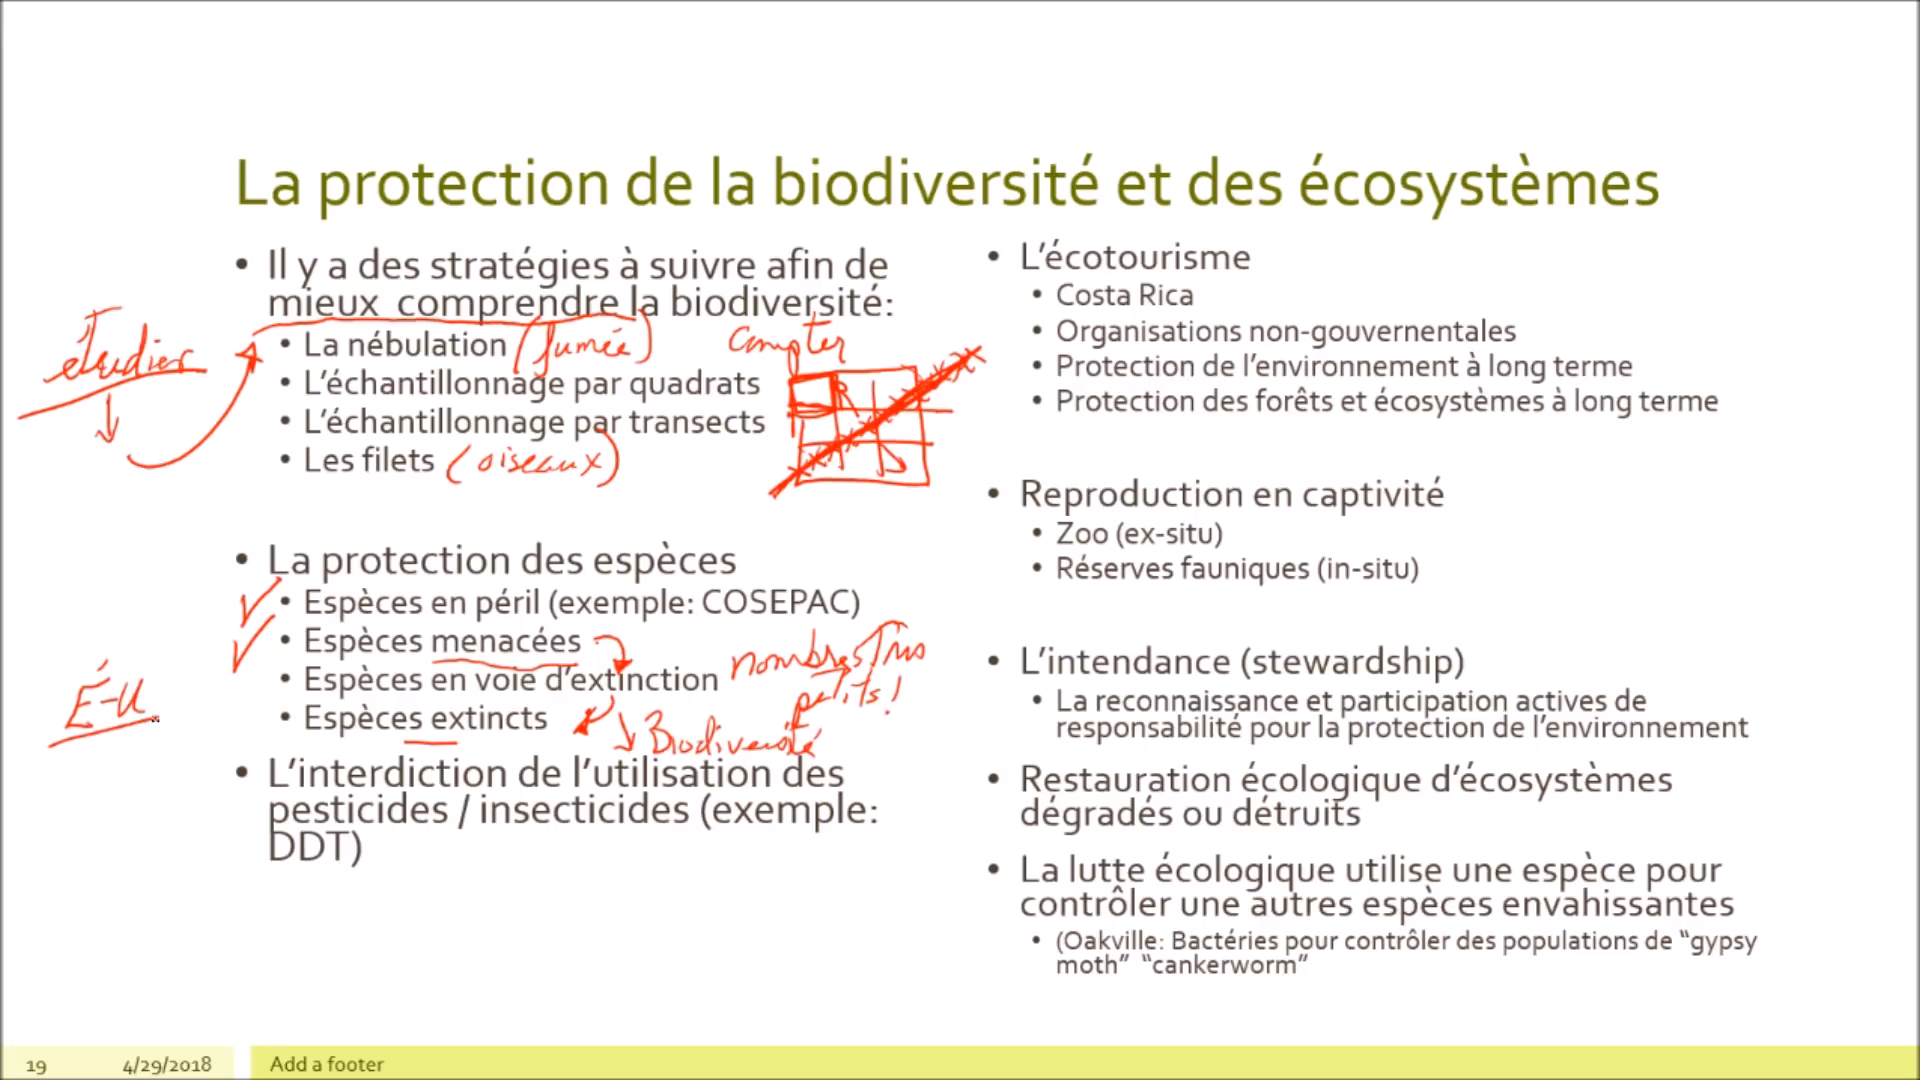 La protection de la biodiversité et des écosystèmes
• Il y a des stratégies à suivre afin de
mieux comprendre la biodiversité:
• La nébulation (fumée)
• L'échantillonnage par quadrats
• L'échantillonnage par transects
• Les filets (oiseaux)
étudier
compter
• La protection des espèces
• Espèces en péril (exemple: COSEPAC)
• Espèces menacées
• Espèces en voie d'extinction
• Espèces extincts
nombres Très
petits!
Biodiversité
É-U
• L'interdiction de l'utilisation des
pesticides / insecticides (exemple:
DDT)
• L'écotourisme
• Costa Rica
• Organisations non-gouvernentales
• Protection de l'environnement à long terme
• Protection des forêts et écosystèmes à long terme
• Reproduction en captivité
• Zoo (ex-situ)
• Réserves fauniques (in-situ)
• L'intendance (stewardship)
• La reconnaissance et participation actives de
responsabilité pour la protection de l'environnement
• Restauration écologique d'écosystèmes
dégradés ou détruits
• La lutte écologique utilise une espèce pour
contrôler une autres espèces envahissantes
• (Oakville: Bactéries pour contrôler des populations de "gypsy
moth" "cankerworm"
19
4/29/2018
Add a footer